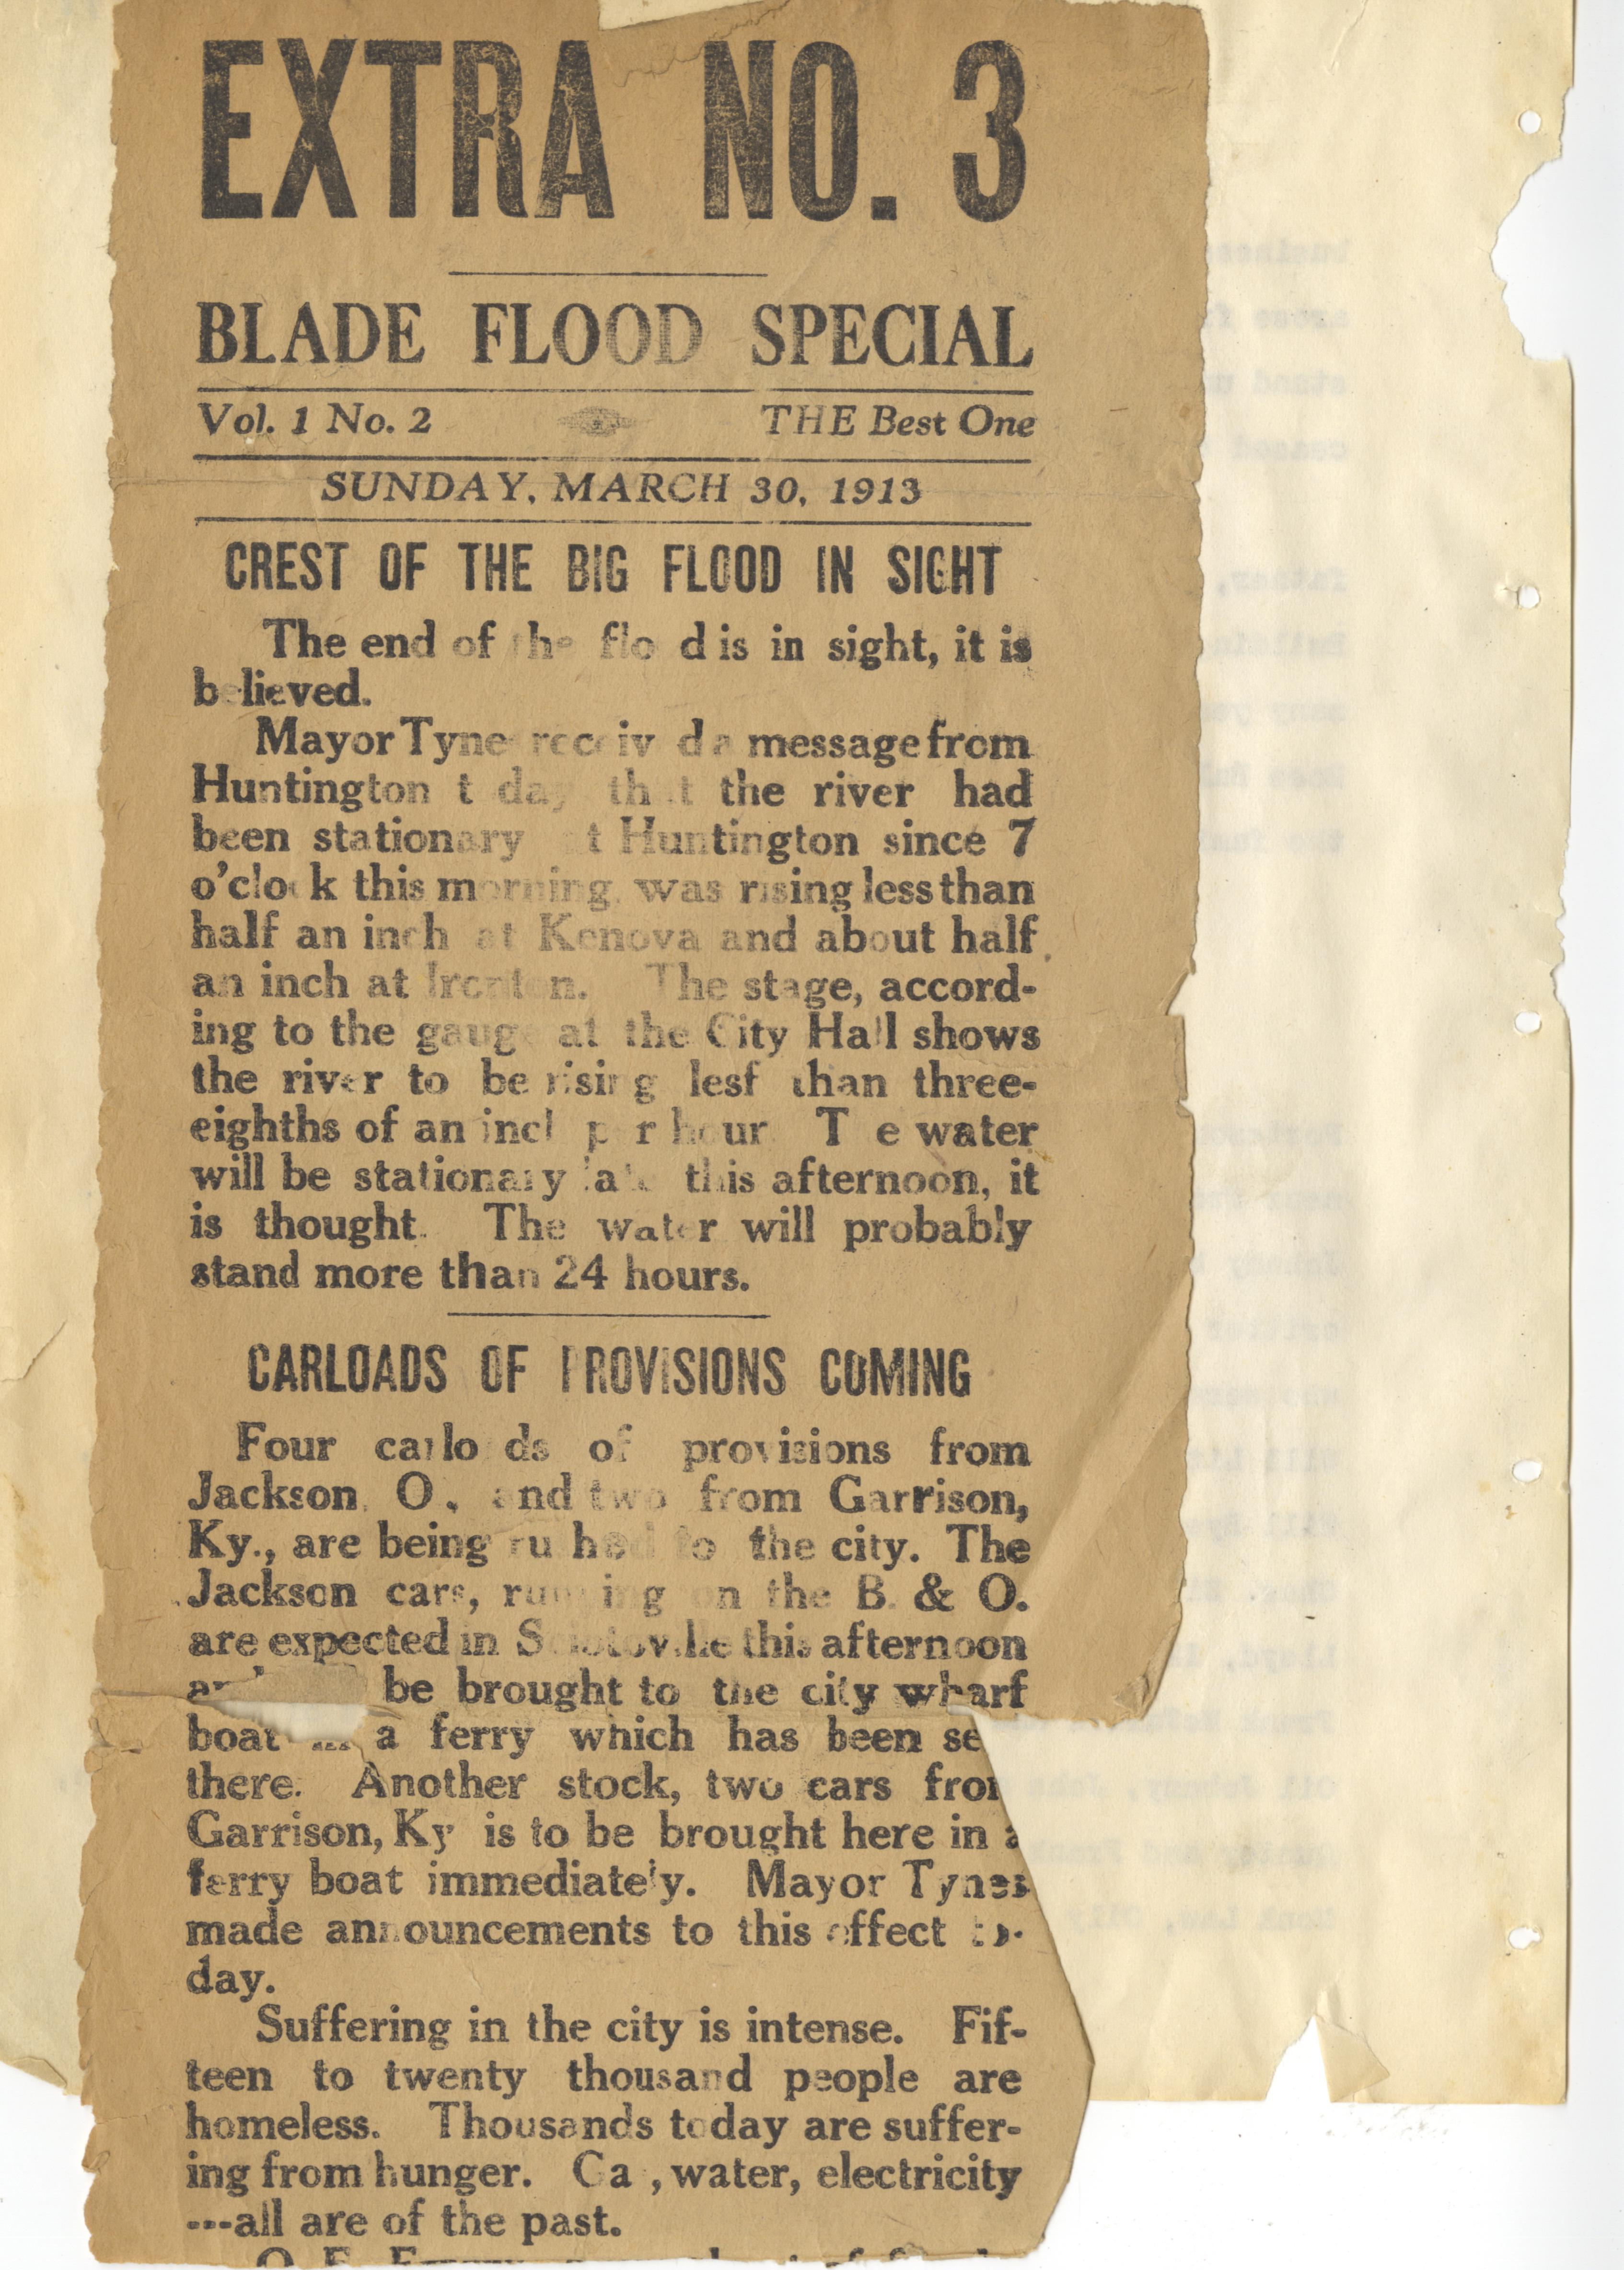 EXTRA NO. 3
BLADE FLOOD SPECIAL
Vol. 1 No. 2 THE Best One
SUNDAY, MARCH 30, 1913
CREST OF THE BIG FLOOD IN SIGHT
The end of the flood is in sight, it is
believed.
Mayor Tynes received a message from
Huntington today that the river had
been stationary at Huntington since 7
o'clock this morning, was rising less than
half an inch at Kenova and about half
an inch at Ironton. The stage, accord-
ing to the gauge at the City Hall shows
the river to be rising less than three-
eighths of an inch per hour The water
will be stationary late this afternoon, it
is thought. The water will probably
stand more than 24 hours.
CARLOADS OF PROVISIONS COMING
Four carloads of provisions from
Jackson, O., and two from Garrison,
Ky., are being rushed to the city. The
Jackson cars, running on the B. & O.
are expected in Sciotoville this afternoon
be brought to the city wharf
boat a ferry which has been
there. Another stock, two cars from
Garrison, Ky is to be brought here in a
ferry boat immediately. Mayor Tynes
made announcements to this effect to-
day.
Suffering in the city is intense. Fif-
teen to twenty thousand people are
homeless. Thousands today are suffer-
ing from hunger. Ga , water, electricity
---all are of the past.